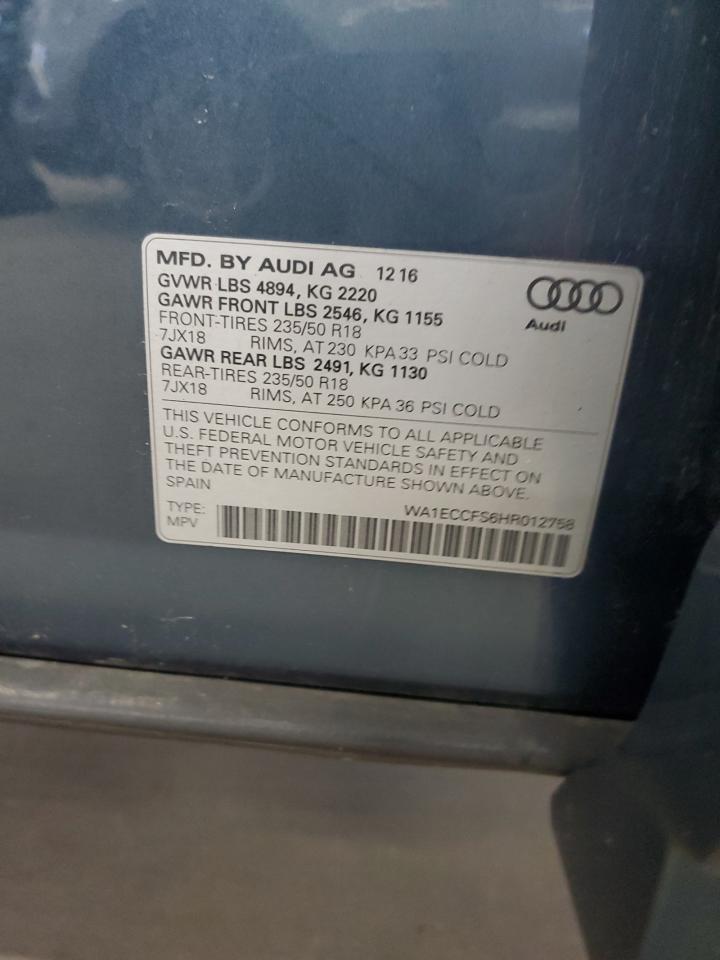 MFD. BY AUDI AG 12 16
GVWR LBS 4894, KG 2220
GAWR FRONT LBS 2546, KG 1155
FRONT-TIRES 235/50 R18
7JX18 RIMS, AT 230 KPA 33 PSI COLD
GAWR REAR LBS 2491, KG 1130
REAR-TIRES 235/50 R18
7JX18 RIMS, AT 250 KPA 36 PSI COLD
Audi
THIS VEHICLE CONFORMS TO ALL APPLICABLE
U.S. FEDERAL MOTOR VEHICLE SAFETY AND
THEFT PREVENTION STANDARDS IN EFFECT ON
THE DATE OF MANUFACTURE SHOWN ABOVE.
SPAIN
TYPE: WA1ECCFS6HR012758
MPV